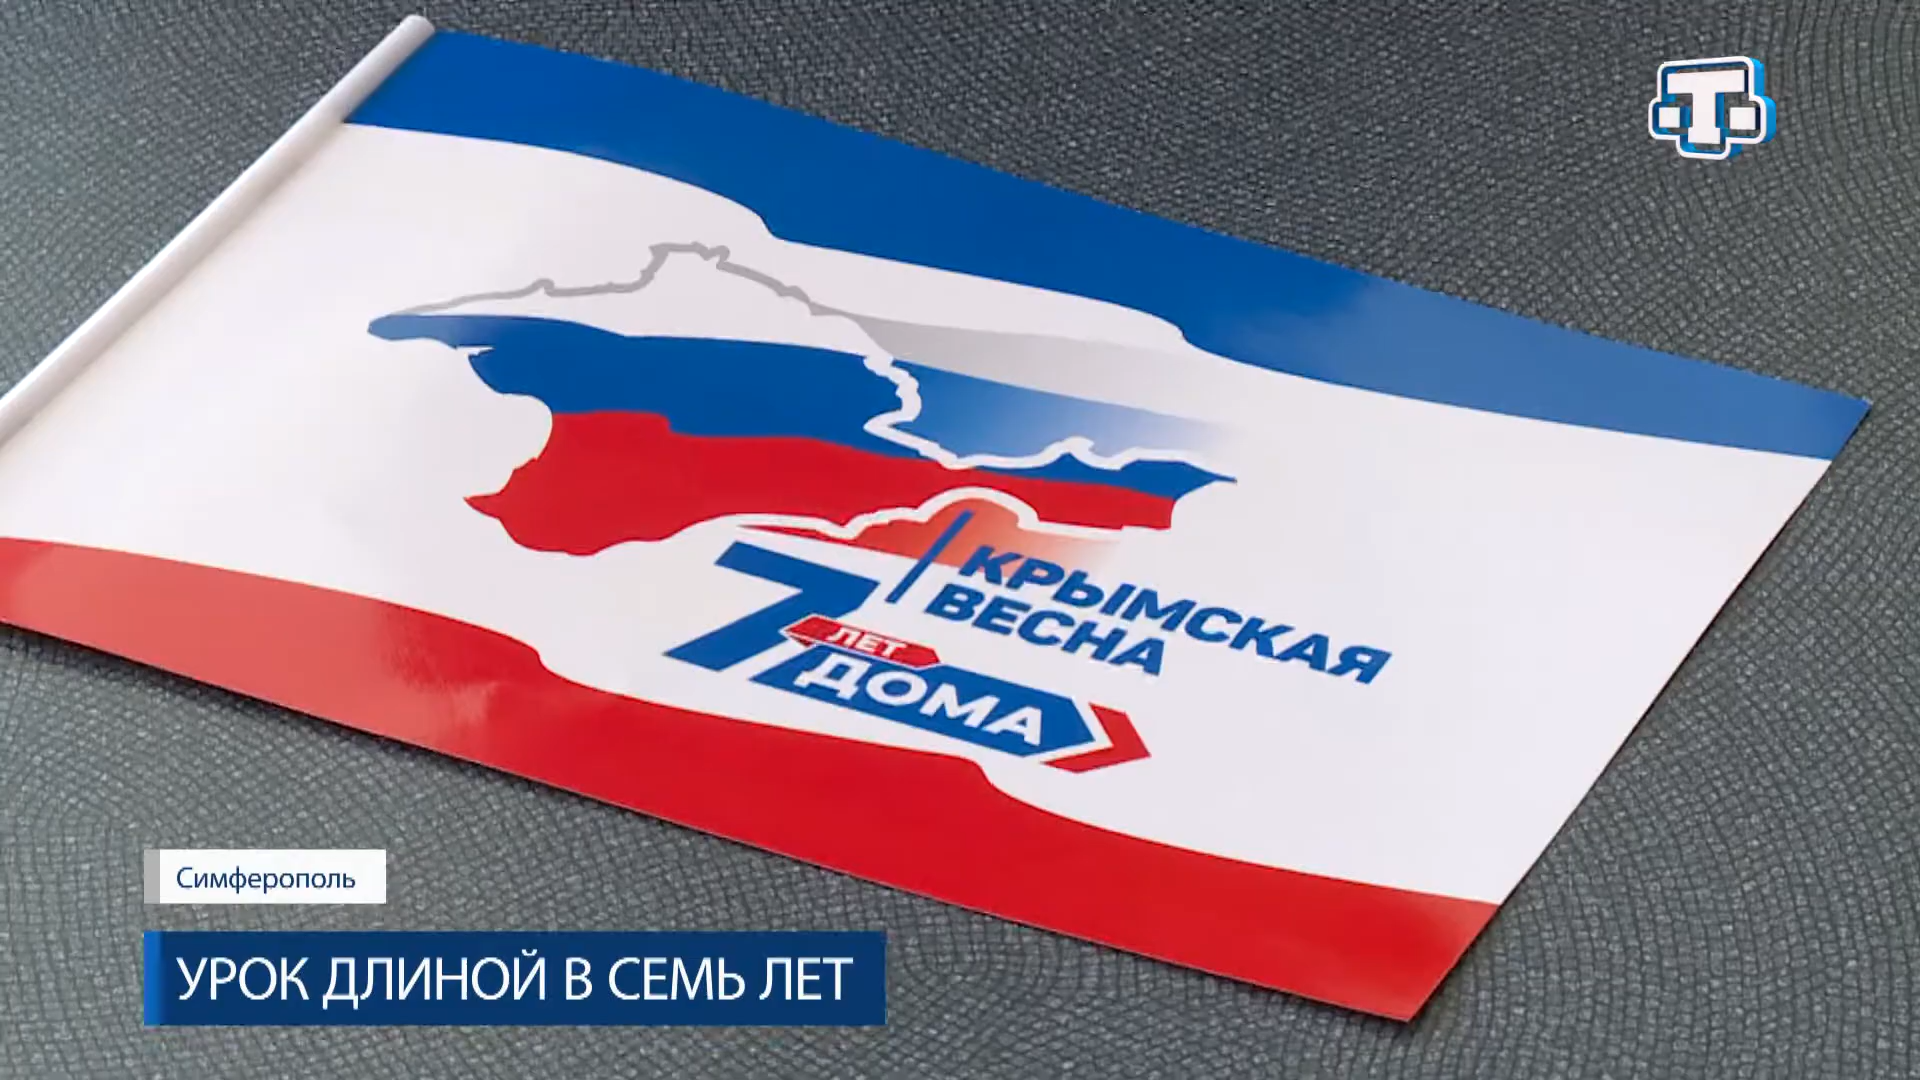 Т
КРЫМСКАЯ
ВЕСНА
7
ЛЕТ
ДОМА
Симферополь
УРОК ДЛИНОЙ В СЕМЬ ЛЕТ